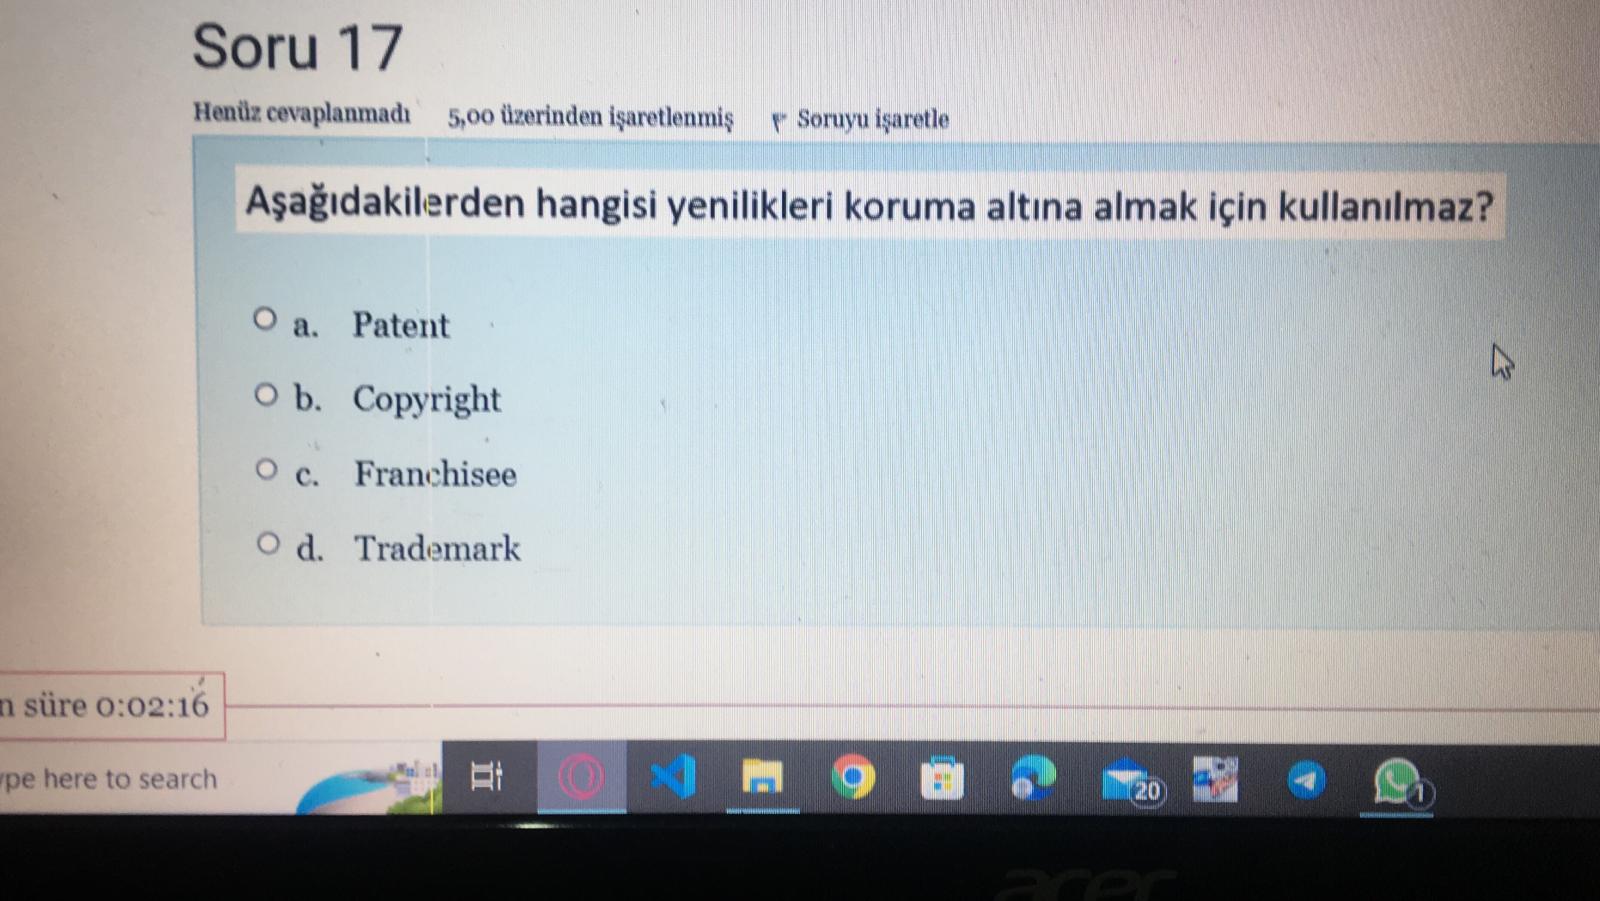 Soru 17
Henüz cevaplanmadı 5,00 üzerinden işaretlenmiş Soruyu işaretle
Aşağıdakilerden hangisi yenilikleri koruma altına almak için kullanılmaz?
a. Patent
b. Copyright
c. Franchisee
d. Trademark
n süre 0:02:16
ype here to search
20
1
acer